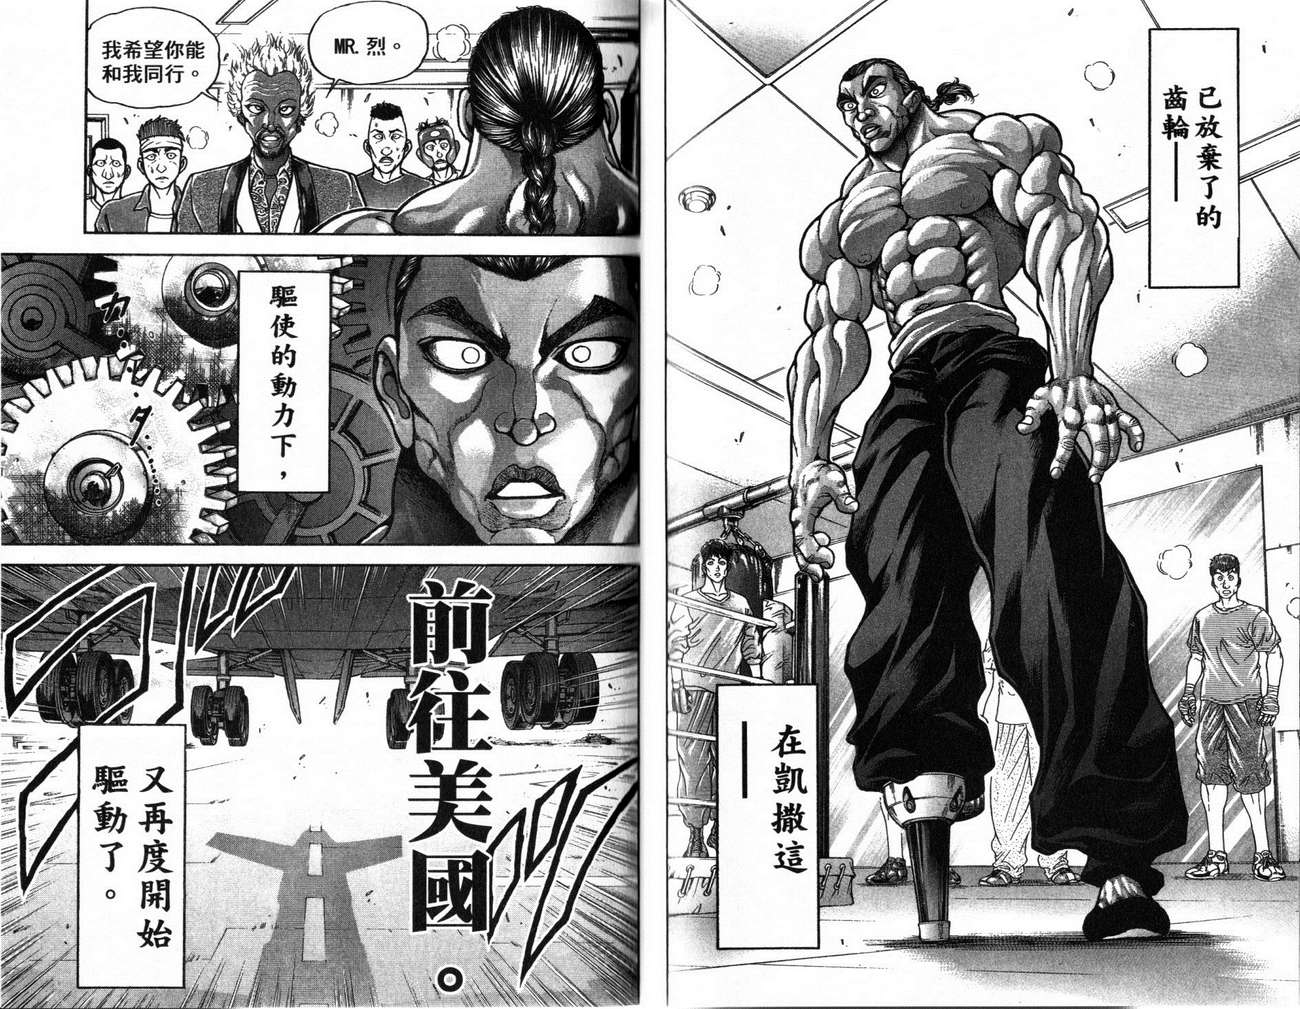 已放棄了的
齒輪——
在凱撒這
——
MR. 烈。
我希望你能
和我同行。
驅使的動力下，
カ
タ
前往美國。
又再度開始
驅動了。